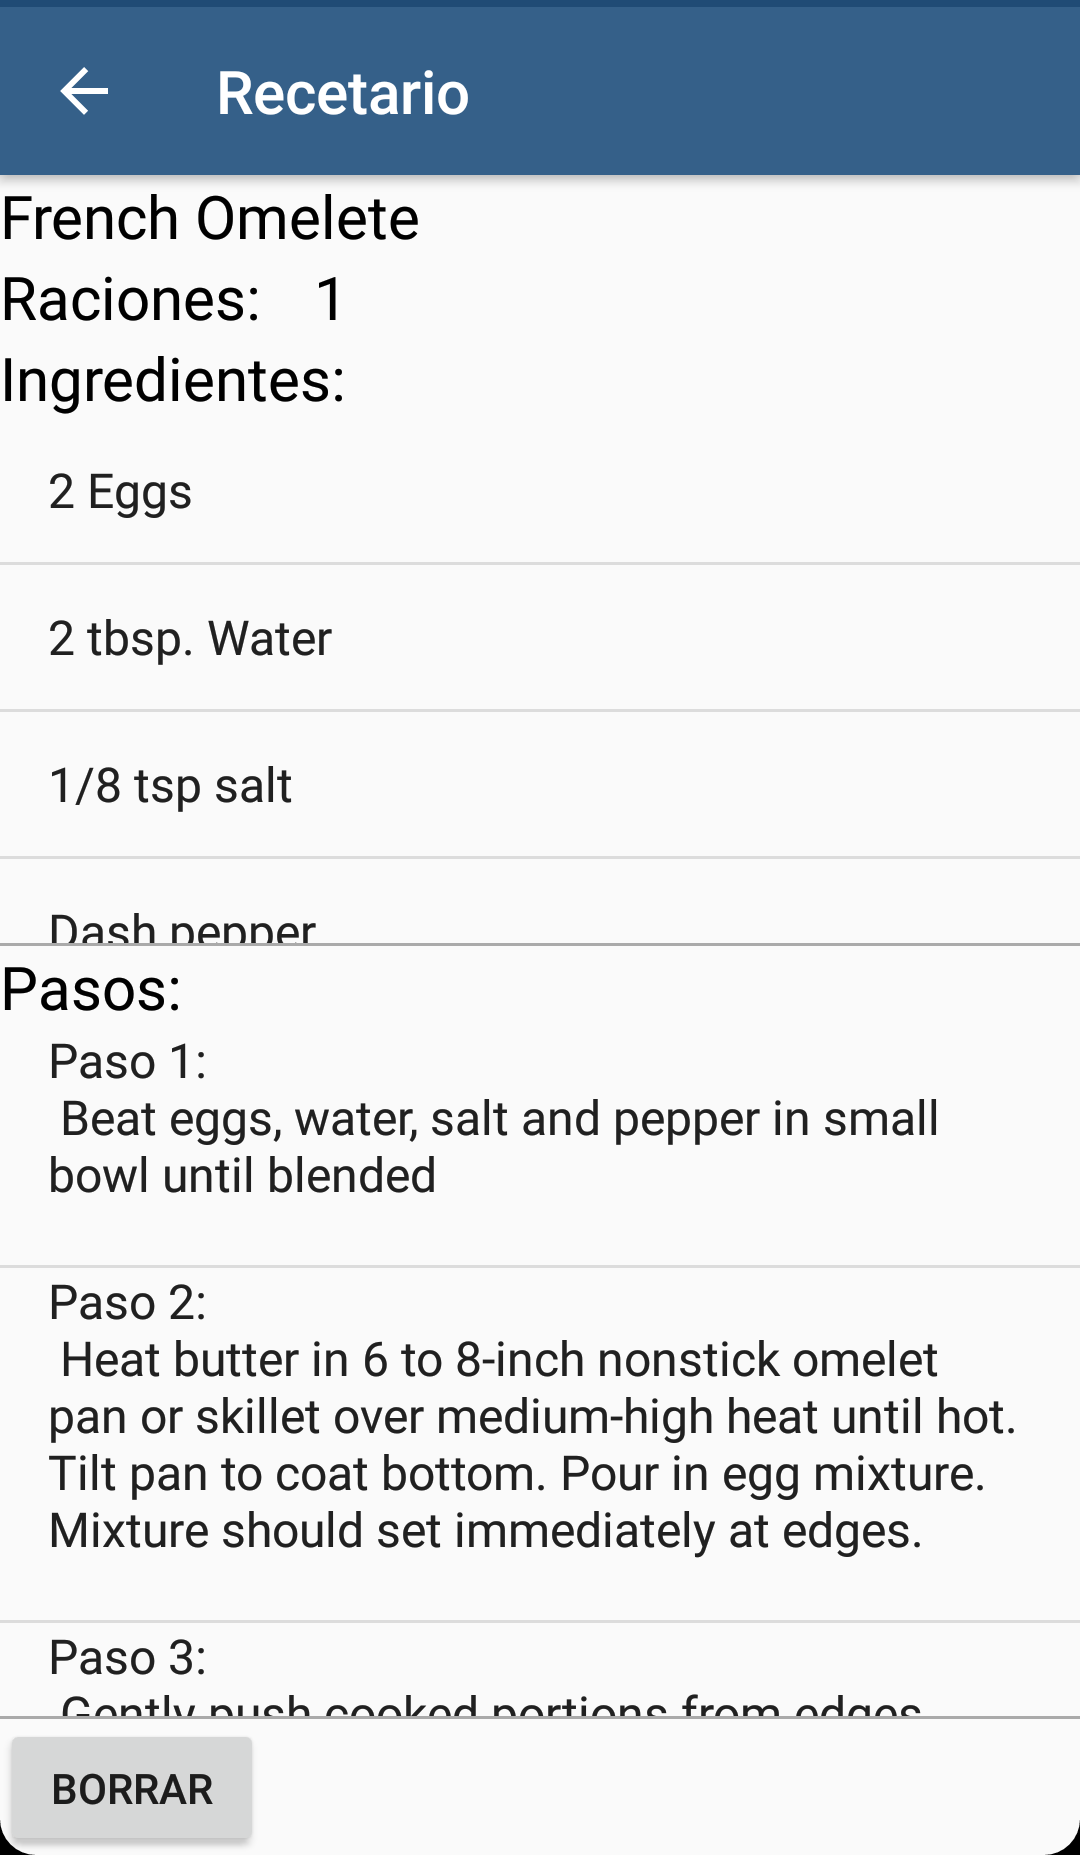 Recetario
French Omelete
Raciones: 1
Ingredientes:
2 Eggs
2 tbsp. Water
1/8 tsp salt
Dash pepper
Pasos:
Paso 1:
Beat eggs, water, salt and pepper in small
bowl until blended
Paso 2:
Heat butter in 6 to 8-inch nonstick omelet
pan or skillet over medium-high heat until hot.
Tilt pan to coat bottom. Pour in egg mixture.
Mixture should set immediately at edges.
Paso 3:
Gently push cooked portions from edges
BORRAR